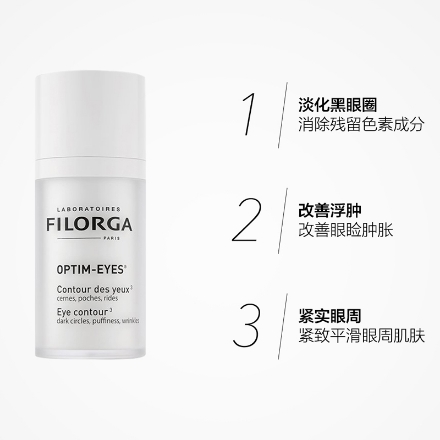 LABORATOIRES
FILORGA
PARIS
OPTIM-EYES®
Contour des yeux³
cernes, poches, rides
Eye contour³
dark circles, puffiness, wrinkles
1
淡化黑眼圈
消除残留色素成分
2
改善浮肿
改善眼睑肿胀
3
紧实眼周
紧致平滑眼周肌肤